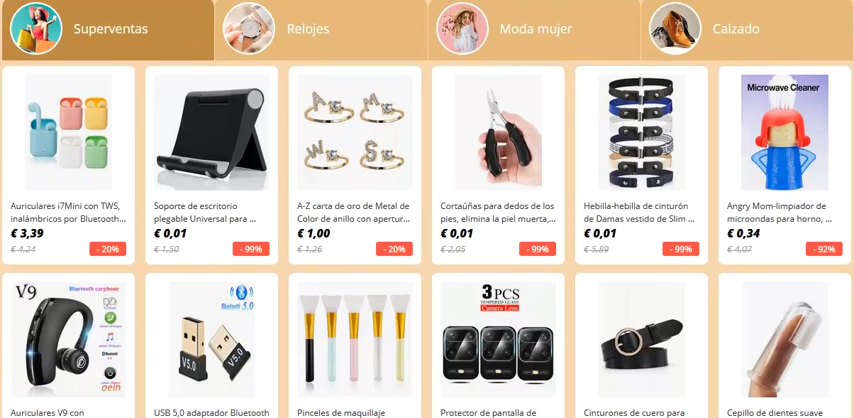 Superventas
Relojes
Moda mujer
Calzado
Microwave Cleaner
Auriculares i7Mini con TWS,
inalámbricos por Bluetooth...
€ 3,39
€ 4,24
- 20%
Soporte de escritorio
plegable Universal para ...
€ 0,01
€ 1,50
- 99%
A-Z carta de oro de Metal de
Color de anillo con apertur...
€ 1,00
€ 1,26
- 20%
Cortaúñas para dedos de los
pies, elimina la piel muerta,...
€ 0,01
€ 2,05
- 99%
Hebilla-hebilla de cinturón
de Damas vestido de Slim ...
€ 0,01
€ 5,89
- 99%
Angry Mom-limpiador de
microondas para horno, ...
€ 0,34
€ 4,07
- 92%
V9
Bluetooth earphone
Bluetooth 5.0
V5.0
V5.0
3 PCS
TEMPERED GLASS
Camera Lens
Auriculares V9 con
USB 5,0 adaptador Bluetooth
Pinceles de maquillaje
Protector de pantalla de
Cinturones de cuero para
Cepillo de dientes suave